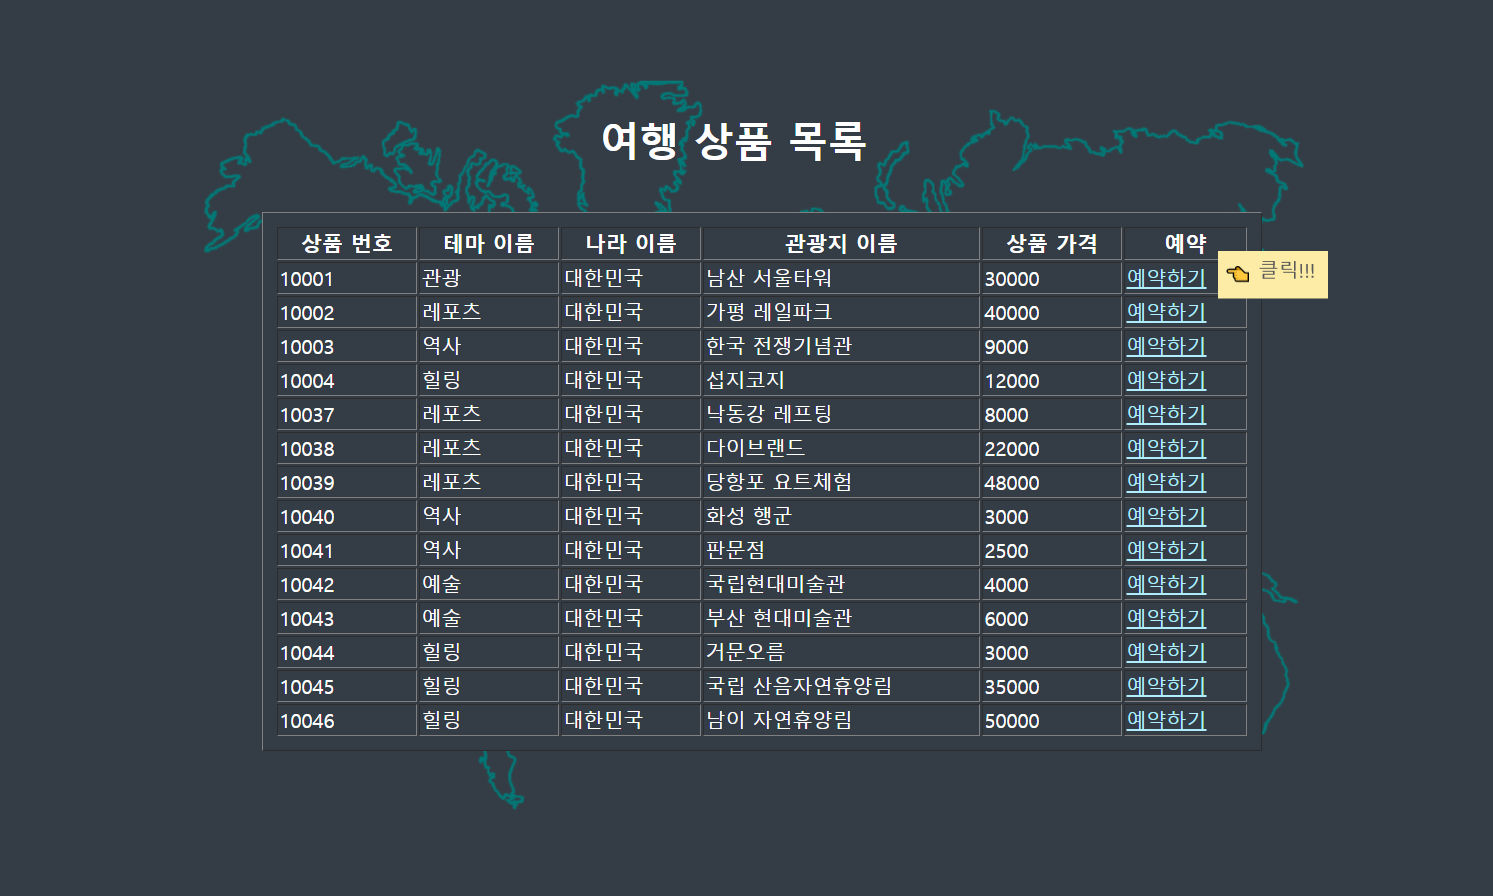 여행 상품 목록
상품 번호 테마 이름 나라 이름 관광지 이름 상품 가격 예약
10001 관광 대한민국 남산 서울타워 30000 예약하기 👈 클릭!!!
10002 레포츠 대한민국 가평 레일파크 40000 예약하기
10003 역사 대한민국 한국 전쟁기념관 9000 예약하기
10004 힐링 대한민국 섭지코지 12000 예약하기
10037 레포츠 대한민국 낙동강 레프팅 8000 예약하기
10038 레포츠 대한민국 다이브랜드 22000 예약하기
10039 레포츠 대한민국 당항포 요트체험 48000 예약하기
10040 역사 대한민국 화성 행군 3000 예약하기
10041 역사 대한민국 판문점 2500 예약하기
10042 예술 대한민국 국립현대미술관 4000 예약하기
10043 예술 대한민국 부산 현대미술관 6000 예약하기
10044 힐링 대한민국 거문오름 3000 예약하기
10045 힐링 대한민국 국립 산음자연휴양림 35000 예약하기
10046 힐링 대한민국 남이 자연휴양림 50000 예약하기